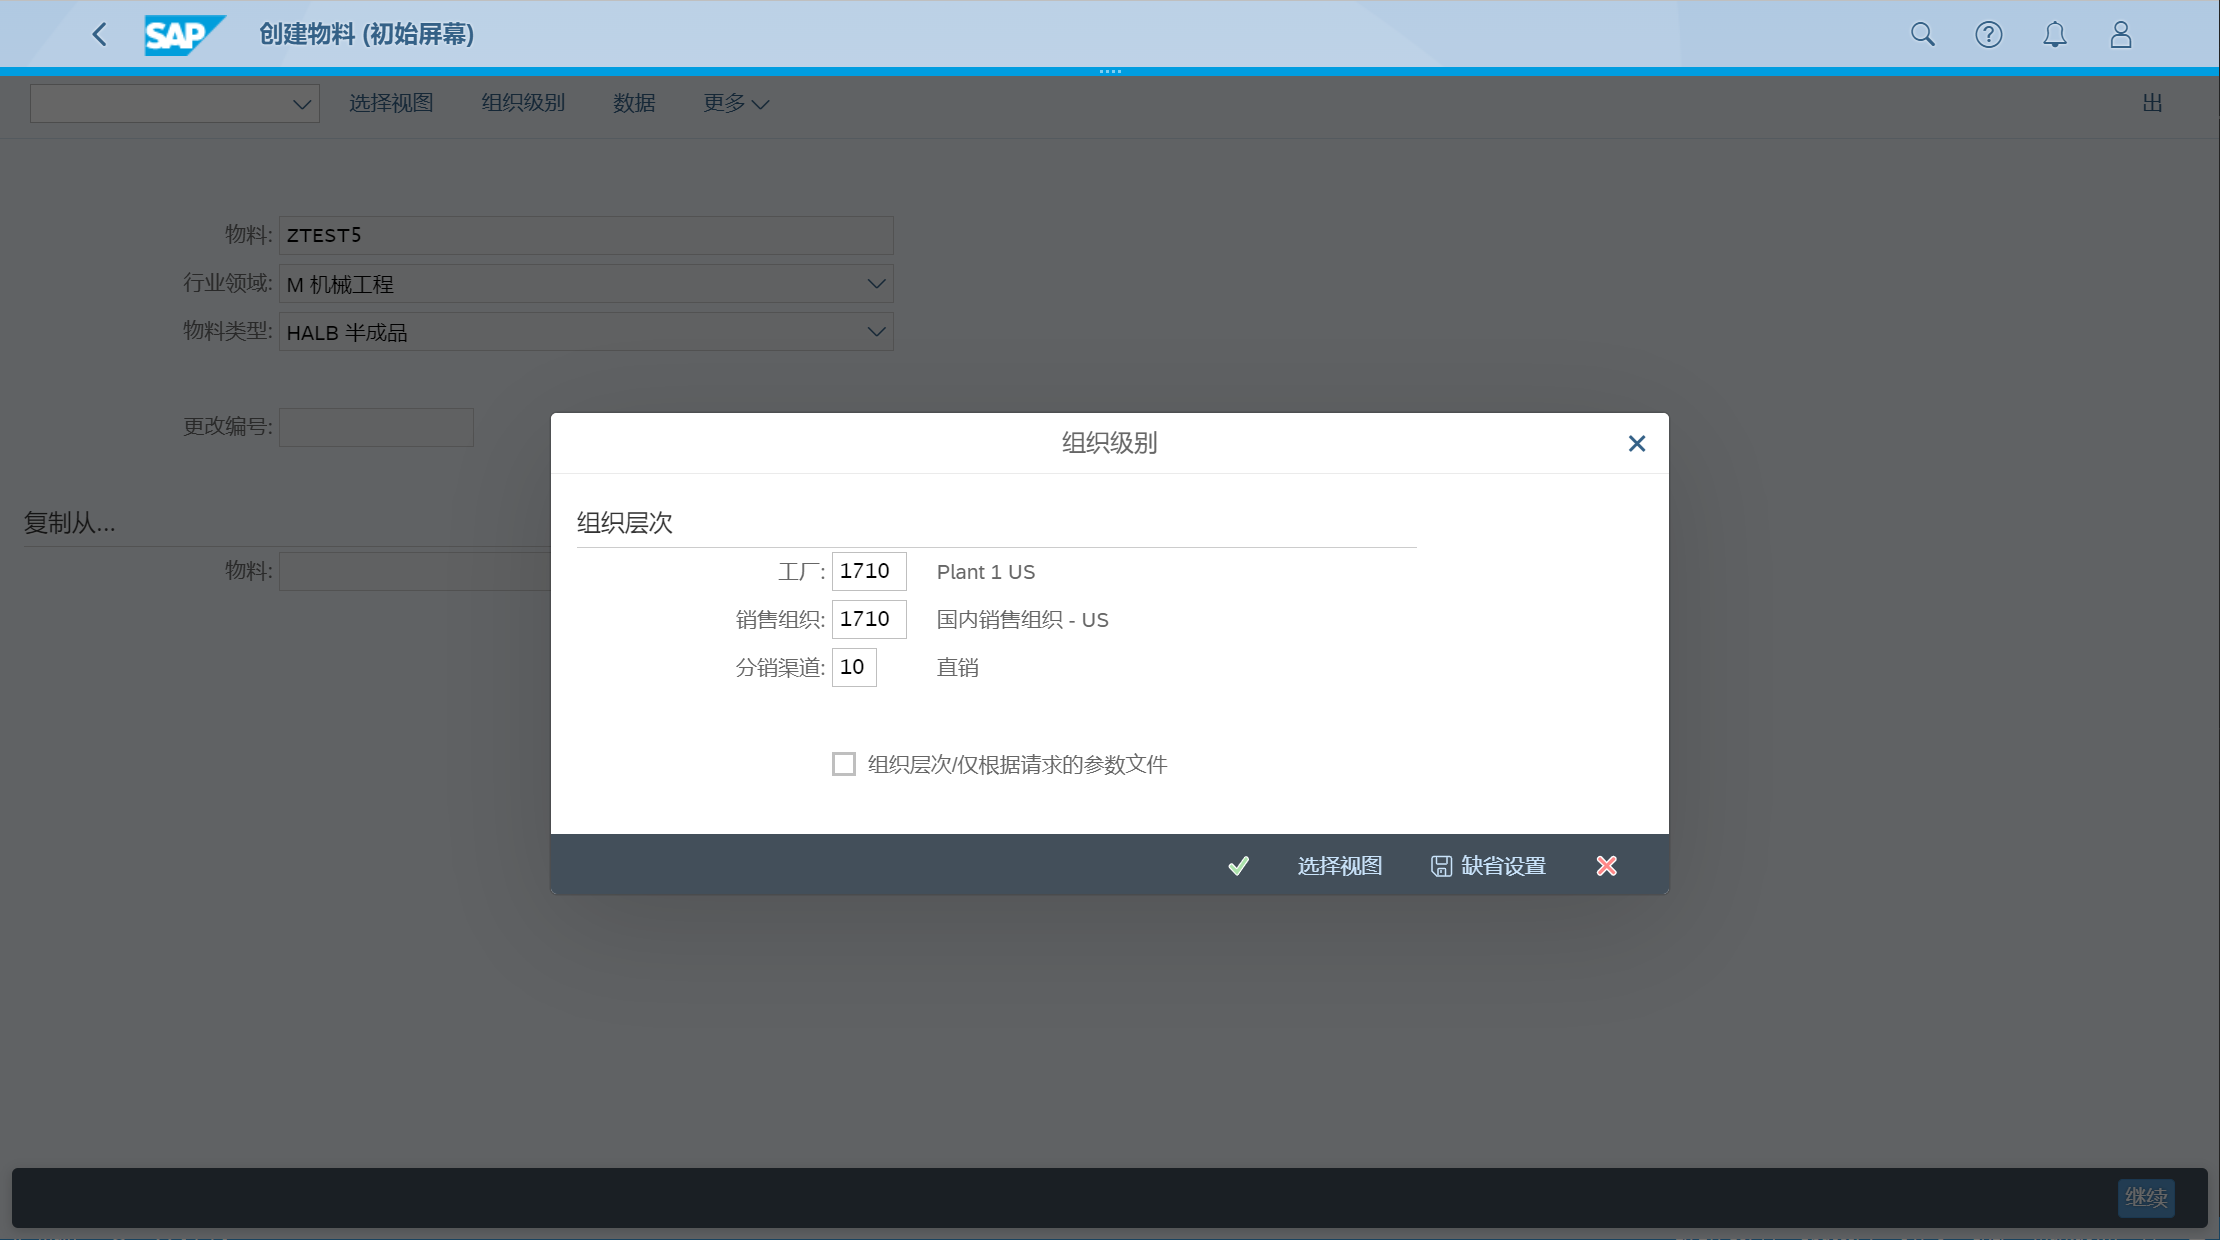 SAP 创建物料 (初始屏幕)
选择视图 组织级别 数据 更多 出
物料: ZTEST5
行业领域: M 机械工程
物料类型: HALB 半成品
更改编号:
复制从...
物料:
组织级别
组织层次
工厂: 1710 Plant 1 US
销售组织: 1710 国内销售组织 - US
分销渠道: 10 直销
组织层次/仅根据请求的参数文件
选择视图 缺省设置
继续